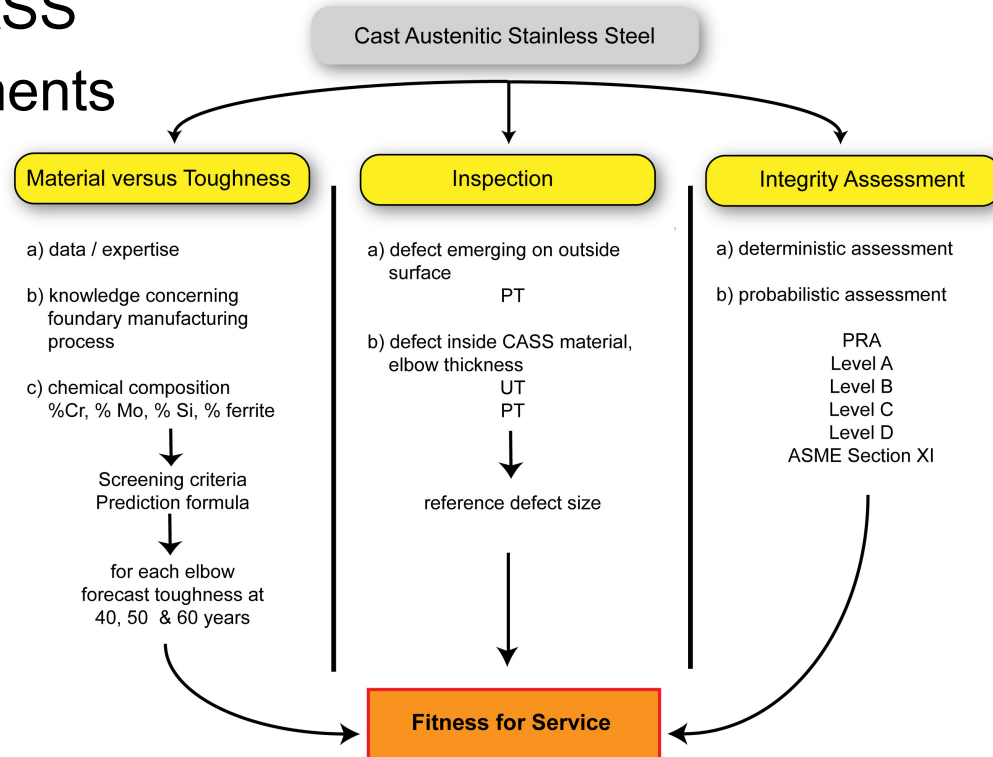 ASS
ments
Cast Austenitic Stainless Steel
Material versus Toughness
a) data / expertise
b) knowledge concerning
foundary manufacturing
process
c) chemical composition
%Cr, % Mo, % Si, % ferrite
Screening criteria
Prediction formula
for each elbow
forecast toughness at
40, 50 & 60 years
Inspection
a) defect emerging on outside
surface
PT
b) defect inside CASS material,
elbow thickness
UT
PT
reference defect size
Integrity Assessment
a) deterministic assessment
b) probabilistic assessment
PRA
Level A
Level B
Level C
Level D
ASME Section XI
Fitness for Service